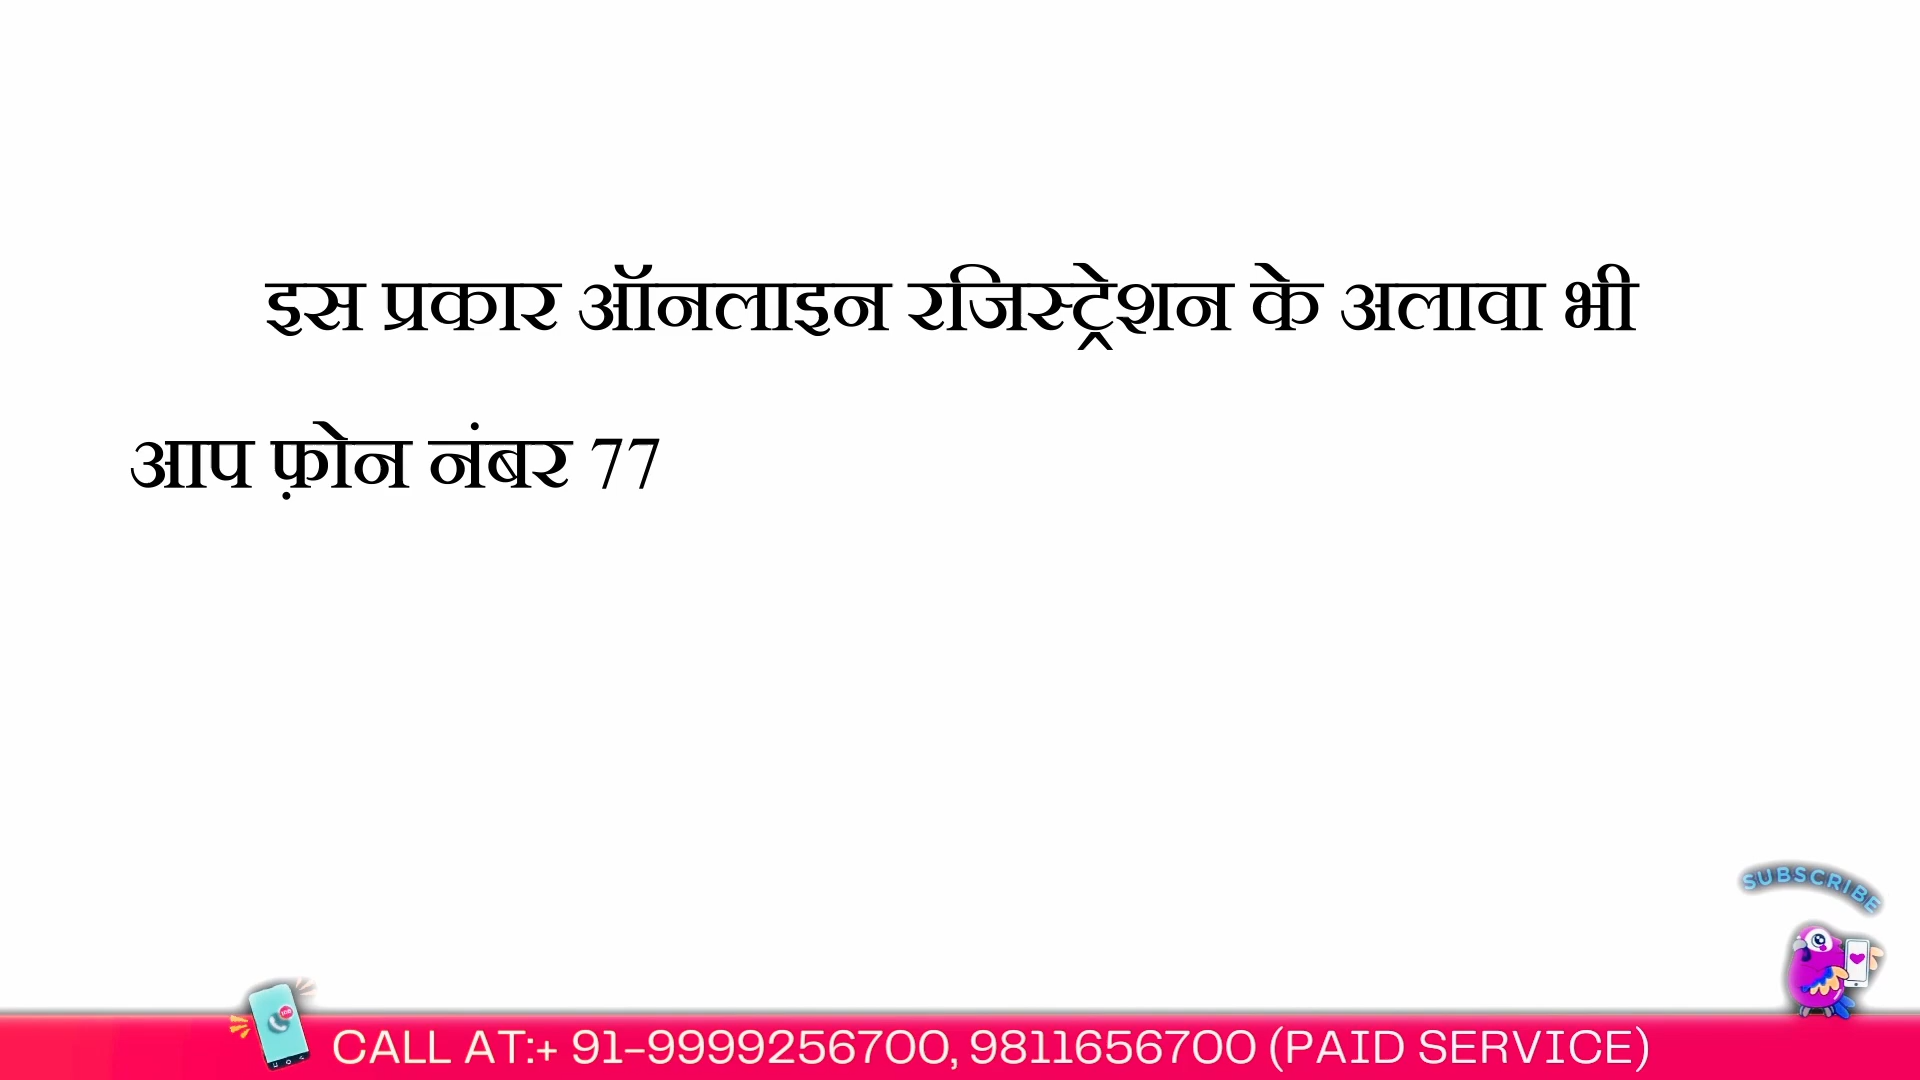 इस प्रकार ऑनलाइन रजिस्ट्रेशन के अलावा भी
आप फ़ोन नंबर 77
SUBSCRIBE
CALL AT:+ 91-9999256700, 9811656700 (PAID SERVICE)